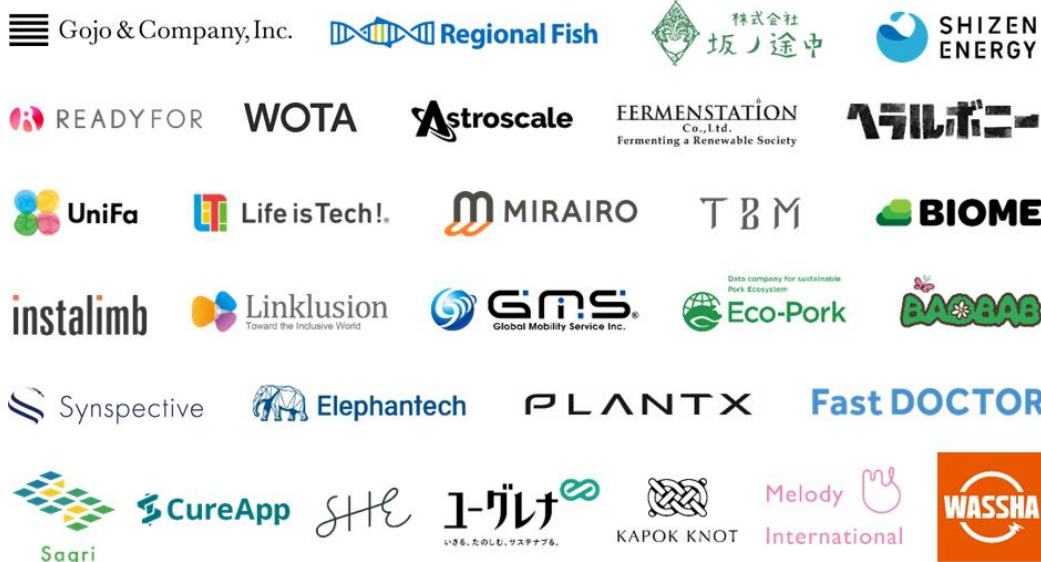 Gojo & Company, Inc.
Regional Fish
株式会社
坂ノ途中
SHIZEN
ENERGY
READYFOR
WOTA
Astroscale
FERMENSTATION
Co., Ltd.
Fermenting a Renewable Society
ヘラルボニー
UniFa
LiT!
Life is Tech!®
MIRAIRO
TBM
BIOME
instalimb
Linklusion
Toward the Inclusive World
GMS®
Global Mobility Service Inc.
Data company for sustainable
Pork Ecosystem
Eco-Pork
BAOBAB
Synspective
Elephantech
PLANTX
Fast DOCTOR
Sagri
CureApp
SHE
ユーグレナ
いきる、たのしむ、サステナブる。
KAPOK KNOT
Melody
International
WASSHA